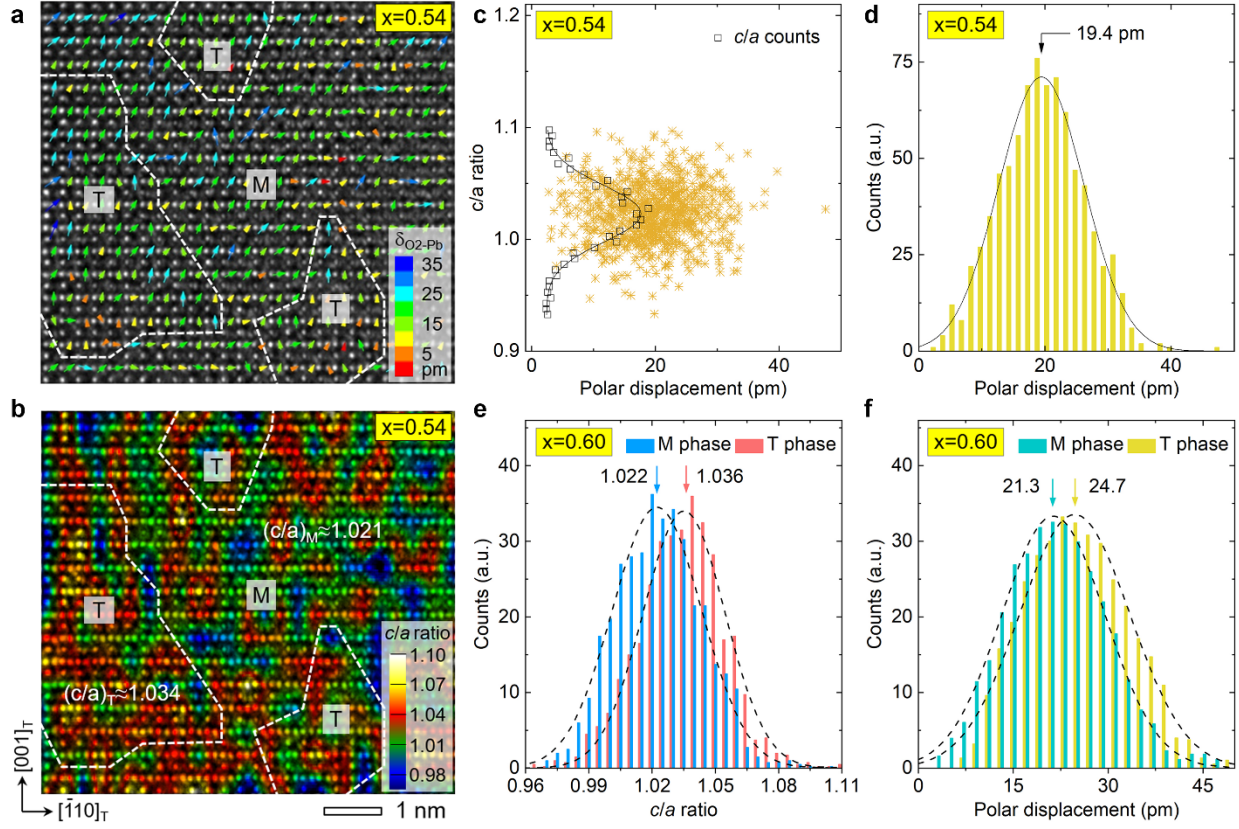 a
x=0.54
T
T
M
T
δO2-Pb
35
25
15
5
pm
b
x=0.54
T
(c/a)M≈1.021
T
M
(c/a)T≈1.034
T
c/a ratio
1.10
1.07
1.04
1.01
0.98
[001]T
[1̄10]T
1 nm
c
x=0.54
c/a counts
1.2
1.1
1.0
0.9
c/a ratio
0 20 40
Polar displacement (pm)
d
x=0.54
19.4 pm
75
50
25
0
Counts (a.u.)
0 20 40
Polar displacement (pm)
e
x=0.60
M phase T phase
1.022 1.036
40
30
20
10
0
Counts (a.u.)
0.96 0.99 1.02 1.05 1.08 1.11
c/a ratio
f
x=0.60
M phase T phase
21.3 24.7
40
30
20
10
0
Counts (a.u.)
0 15 30 45
Polar displacement (pm)